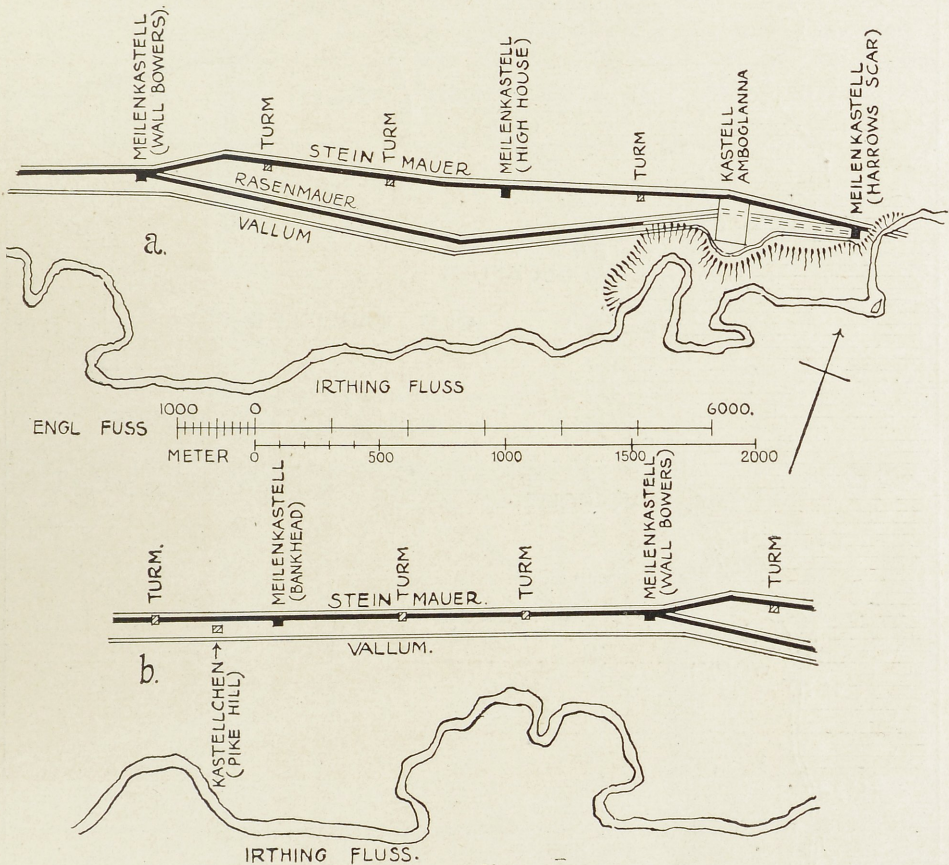 MEILENKASTELL
(WALL BOWERS).
TURM
TURM
MEILENKASTELL
(HIGH HOUSE)
TURM
KASTELL
AMBOGLANNA
MEILENKASTELL
(HARROWS SCAR)
STEIN MAUER
RASENMAUER
VALLUM
a.
IRTHING FLUSS
1000 0 6000.
ENGL FUSS
METER 0 500 1000 1500 2000
TURM.
MEILENKASTELL
(BANKHEAD)
TURM
TURM
MEILENKASTELL
(WALL BOWERS)
TURM
STEIN MAUER.
VALLUM.
b.
KASTELLCHEN→
(PIKE HILL)
IRTHING FLUSS.